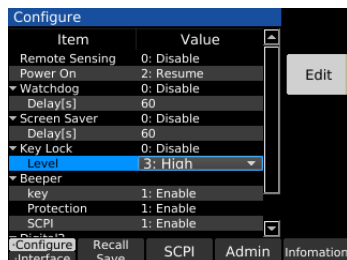 Configure
Item Value
Remote Sensing 0: Disable
Power On 2: Resume
Watchdog 0: Disable
Delay[s] 60
Screen Saver 0: Disable
Delay[s] 60
Key Lock 0: Disable
Level 3: High
Beeper
key 1: Enable
Protection 1: Enable
SCPI 1: Enable
Edit
Configure Recall
Interface Save SCPI Admin Infomation